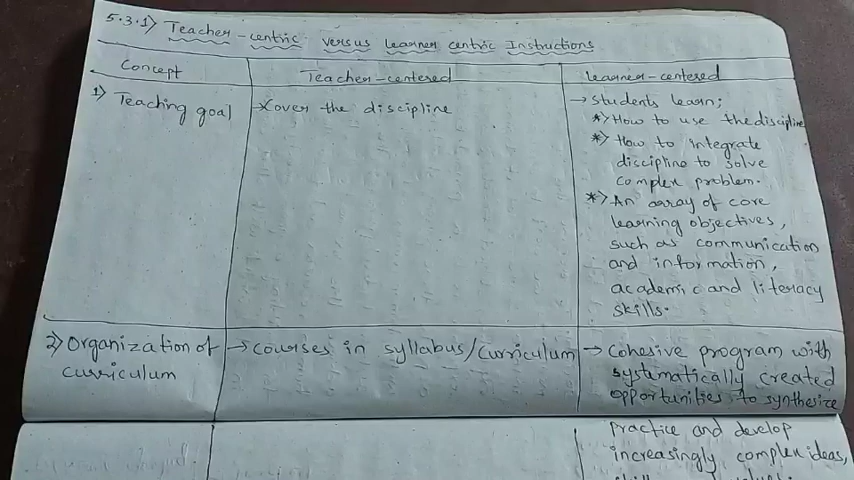 5.3.1) Teacher-centric versus learner centric Instructions
Concept
Teacher-centered
Learner-centered
1) Teaching goal
→ Cover the discipline
→ Students learn;
*) How to use the discipline
*) How to integrate
discipline to solve
complex problem.
*) An array of core
learning objectives,
such as communication
and information,
academic and literacy
skills.
2) Organization of
curriculum
→ Courses in syllabus/curriculum
→ Cohesive program with
systematically created
opportunities to synthesize
practice and develop
increasingly complex ideas,